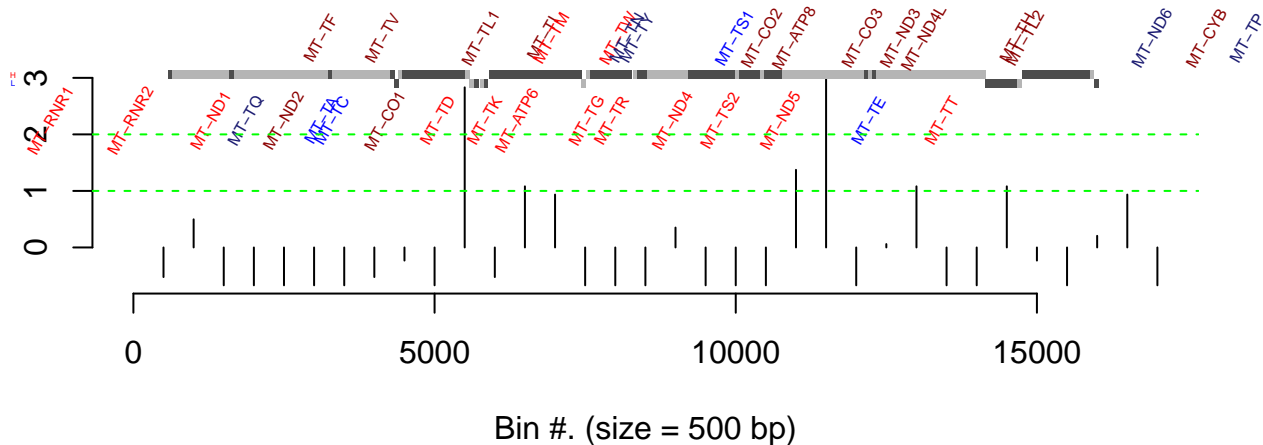 MT−TF
MT−TV
MT−TL1
MT−TI
MT−TM
MT−TW
MT−TN
MT−TY
MT−TS1
MT−CO2
MT−ATP8
MT−CO3
MT−ND3
MT−ND4L
MT−TH
MT−TL2
MT−ND6
MT−CYB
MT−TP
H
L
MT−RNR1
MT−RNR2
MT−ND1
MT−TQ
MT−ND2
MT−TA
MT−TC
MT−CO1
MT−TD
MT−TK
MT−ATP6
MT−TG
MT−TR
MT−ND4
MT−TS2
MT−ND5
MT−TE
MT−TT
3
2
1
0
0 5000 10000 15000
Bin #. (size = 500 bp)